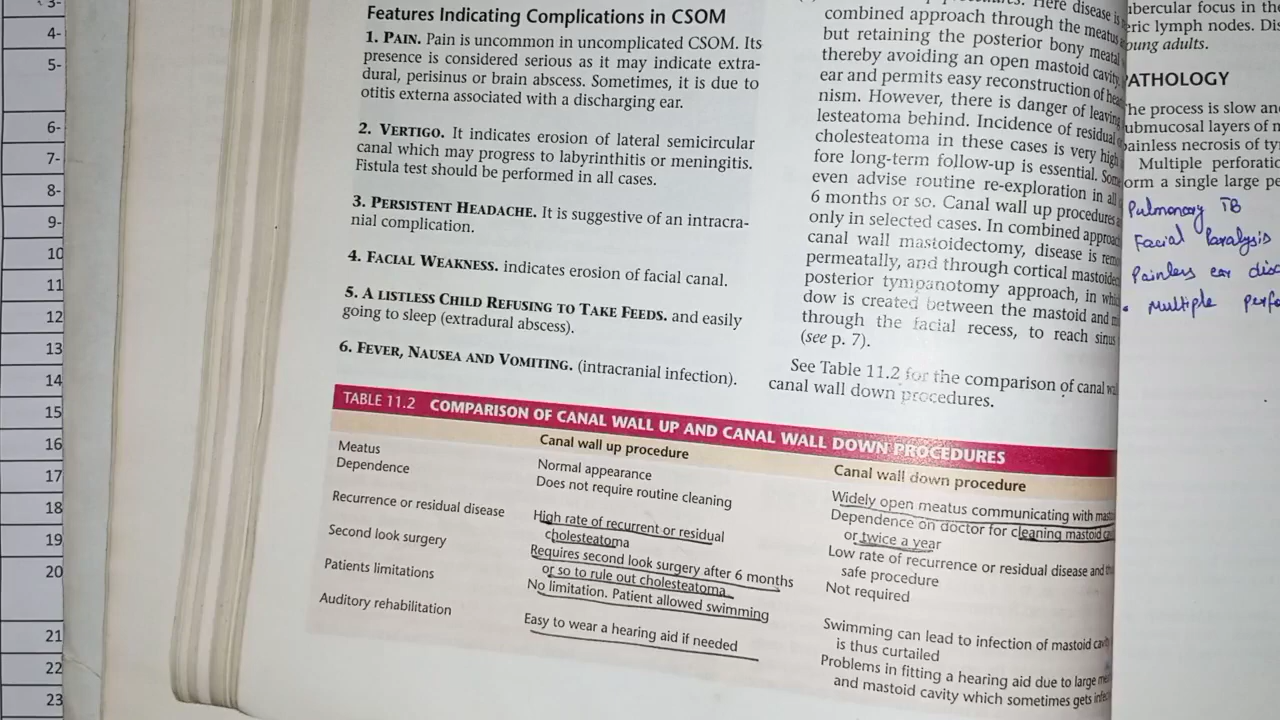 3-
4-
5-
6-
7-
8-
9-
10
11
12
13
14
15
16
17
18
19
20
21
22
23
Features Indicating Complications in CSOM
1. PAIN. Pain is uncommon in uncomplicated CSOM. Its
presence is considered serious as it may indicate extra-
dural, perisinus or brain abscess. Sometimes, it is due to
otitis externa associated with a discharging ear.
2. VERTIGO. It indicates erosion of lateral semicircular
canal which may progress to labyrinthitis or meningitis.
Fistula test should be performed in all cases.
3. PERSISTENT HEADACHE. It is suggestive of an intracra-
nial complication.
4. FACIAL WEAKNESS. indicates erosion of facial canal.
5. A LISTLESS CHILD REFUSING TO TAKE FEEDS. and easily
going to sleep (extradural abscess).
6. FEVER, NAUSEA AND VOMITING. (intracranial infection).
Here disease is
combined approach through the meatus
but retaining the posterior bony meatal
thereby avoiding an open mastoid cavity
ear and permits easy reconstruction of
nism. However, there is danger of leaving
lesteatoma behind. Incidence of residual
cholesteatoma in these cases is very high
fore long-term follow-up is essential.
even advise routine re-exploration in
6 months or so. Canal wall up procedures
only in selected cases. In combined approach
canal wall mastoidectomy, disease is
permeatally, and through cortical
posterior tympanotomy approach, in
dow is created between the mastoid and
through the facial recess, to reach sinus
(see p. 7).
See Table 11.2 for the comparison of canal
canal wall down procedures.
TABLE 11.2 COMPARISON OF CANAL WALL UP AND CANAL WALL DOWN PROCEDURES
Canal wall up procedure Canal wall down procedure
Meatus Normal appearance Widely open meatus communicating with
Dependence Does not require routine cleaning Dependence on doctor for cleaning mastoid
or twice a year
Recurrence or residual disease High rate of recurrent or residual Low rate of recurrence or residual disease and
cholesteatoma safe procedure
Second look surgery Requires second look surgery after 6 months Not required
or so to rule out cholesteatoma
Patients limitations No limitation. Patient allowed swimming Swimming can lead to infection of mastoid
is thus curtailed
Auditory rehabilitation Easy to wear a hearing aid if needed Problems in fitting a hearing aid due to large
and mastoid cavity which sometimes gets
focus in the
eric lymph nodes.
young adults.
PATHOLOGY
The process is slow
submucosal layers of
painless necrosis of
Multiple
form a single large
Pulmonary TB
Facial Paralysis
Painless ear
• Multiple